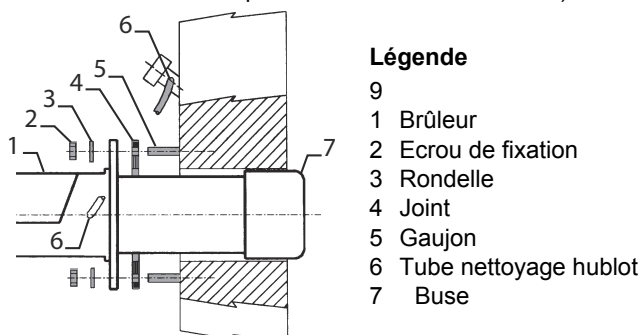 6
5
4
3
2
1
7
6
Légende
9
1 Brûleur
2 Ecrou de fixation
3 Rondelle
4 Joint
5 Gaujon
6 Tube nettoyage hublot
7 Buse